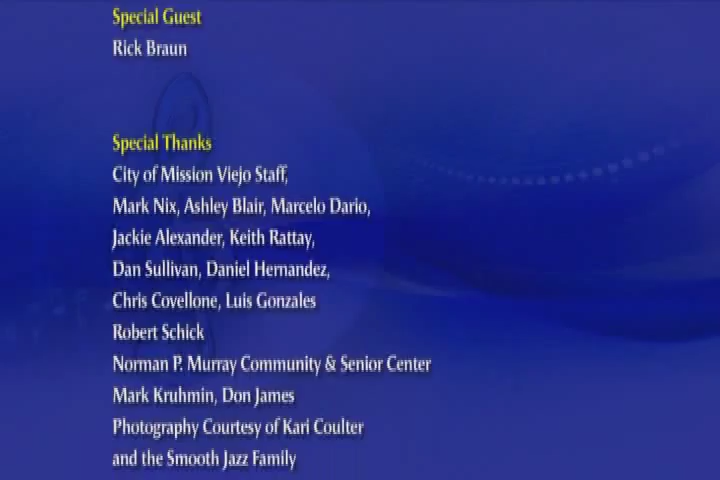 Special Guest
Rick Braun
Special Thanks
City of Mission Viejo Staff,
Mark Nix, Ashley Blair, Marcelo Dario,
Jackie Alexander, Keith Rattay,
Dan Sullivan, Daniel Hernandez,
Chris Covellone, Luis Gonzales
Robert Schick
Norman P. Murray Community & Senior Center
Mark Kruhmin, Don James
Photography Courtesy of Kari Coulter
and the Smooth Jazz Family